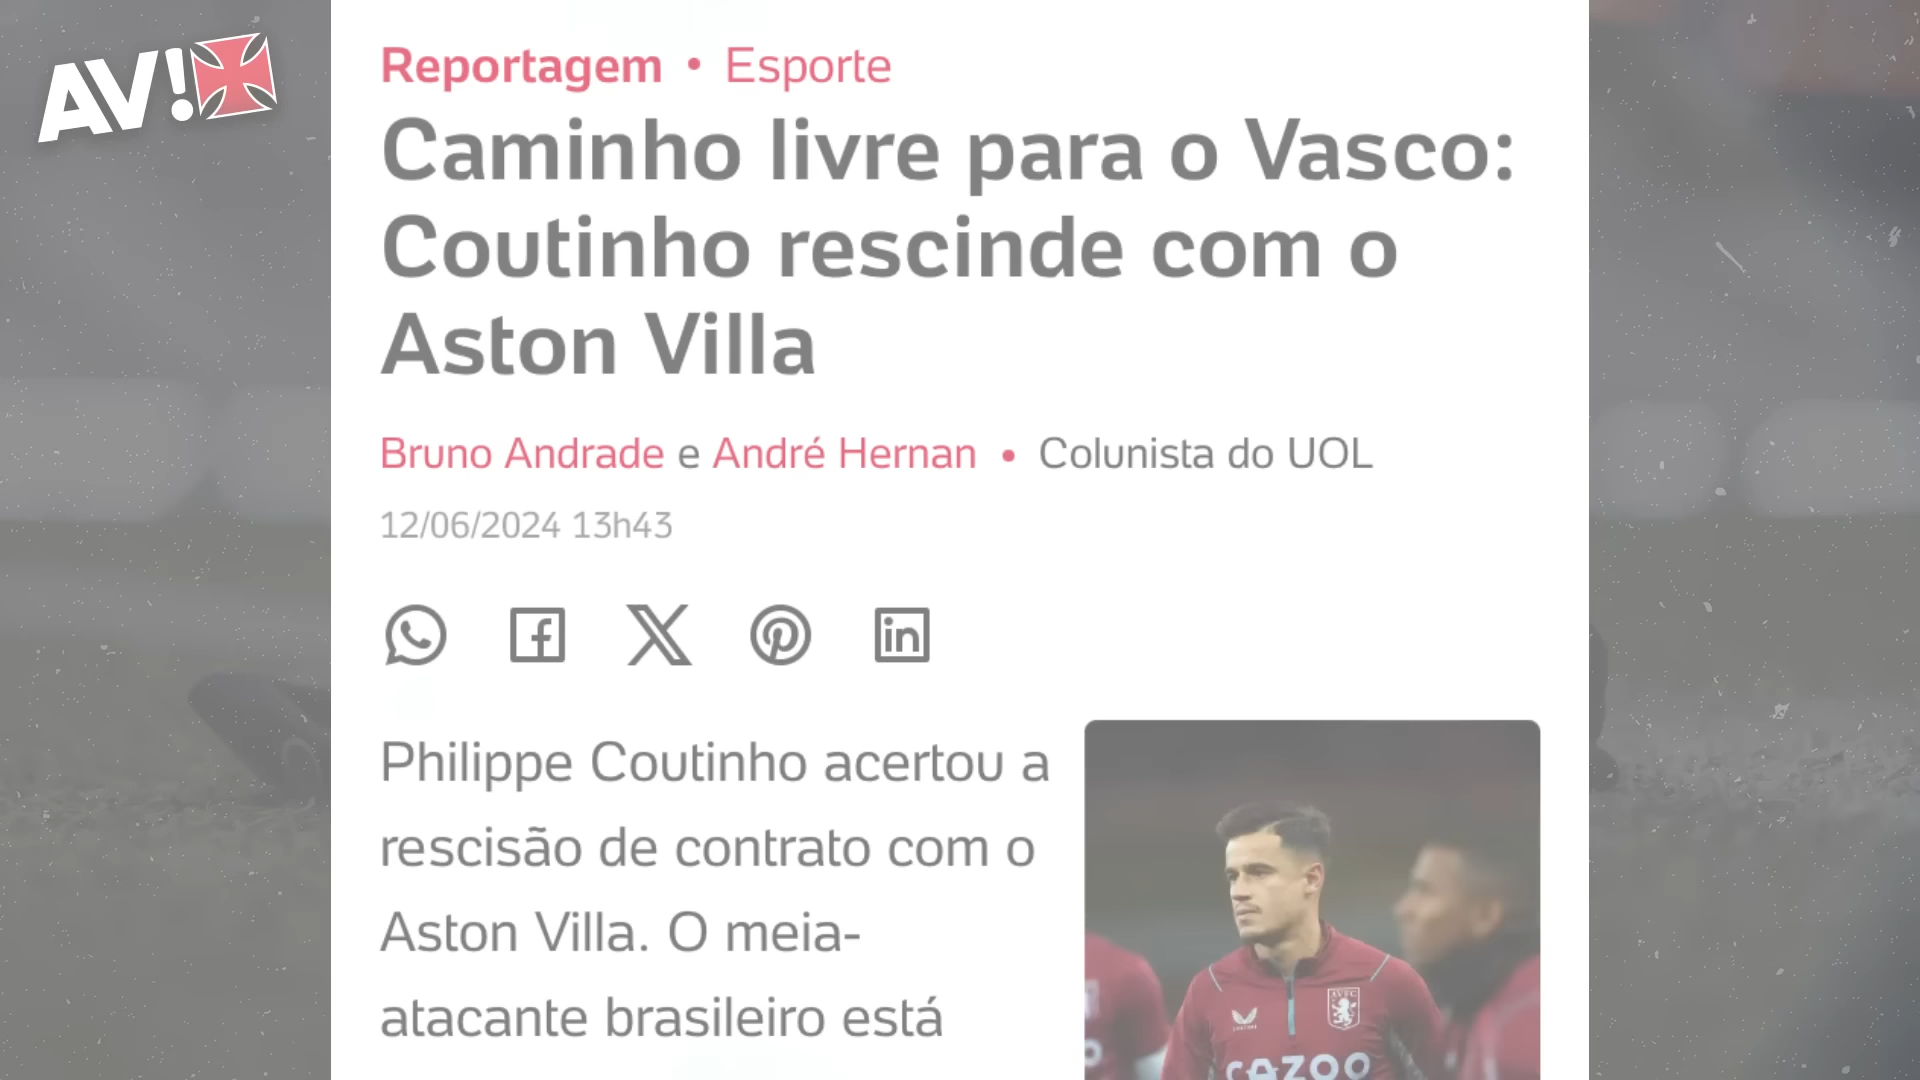 AV!
Reportagem • Esporte
Caminho livre para o Vasco:
Coutinho rescinde com o
Aston Villa
Bruno Andrade e André Hernan • Colunista do UOL
12/06/2024 13h43
Philippe Coutinho acertou a
rescisão de contrato com o
Aston Villa. O meia-
atacante brasileiro está
AVFC
CAZOO